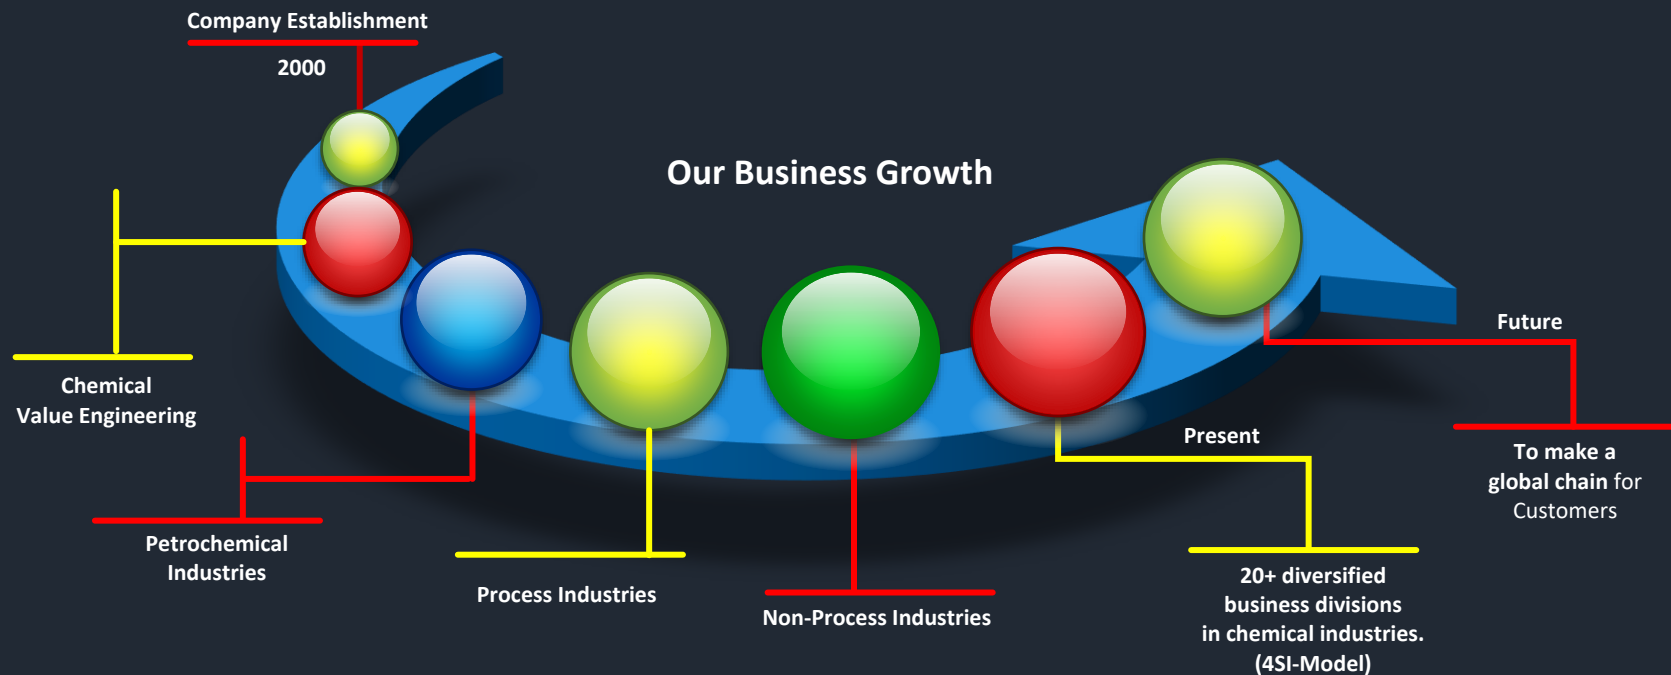 Company Establishment
2000
Our Business Growth
Chemical
Value Engineering
Petrochemical
Industries
Process Industries
Non-Process Industries
Present
20+ diversified
business divisions
in chemical industries.
(4SI-Model)
Future
To make a
global chain for
Customers